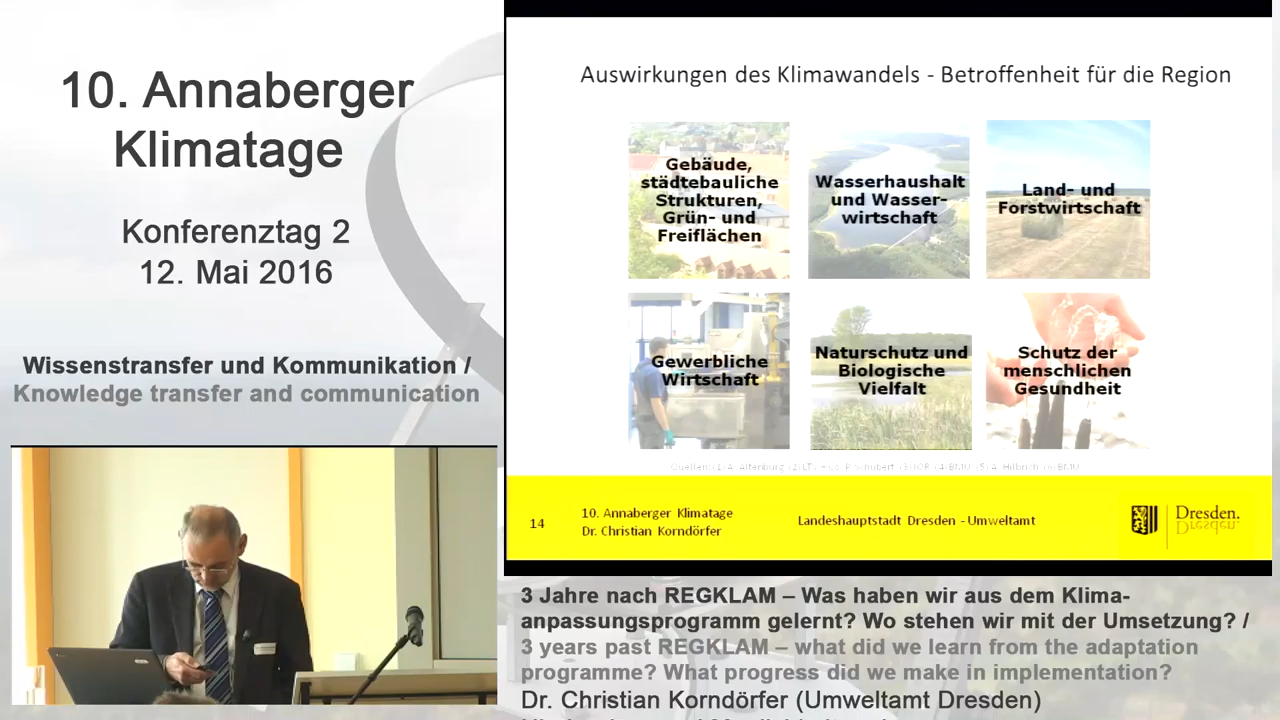 10. Annaberger
Klimatage
Konferenztag 2
12. Mai 2016
Wissenstransfer und Kommunikation /
Knowledge transfer and communication
Auswirkungen des Klimawandels - Betroffenheit für die Region
Gebäude,
städtebauliche
Strukturen,
Grün- und
Freiflächen
Wasserhaushalt
und Wasser-
wirtschaft
Land- und
Forstwirtschaft
Gewerbliche
Wirtschaft
Naturschutz und
Biologische
Vielfalt
Schutz der
menschlichen
Gesundheit
14
10. Annaberger Klimatage
Dr. Christian Korndörfer
Landeshauptstadt Dresden - Umweltamt
Dresden.
Dresden.
3 Jahre nach REGKLAM – Was haben wir aus dem Klima-
anpassungsprogramm gelernt? Wo stehen wir mit der Umsetzung? /
3 years past REGKLAM – what did we learn from the adaptation
programme? What progress did we make in implementation?
Dr. Christian Korndörfer (Umweltamt Dresden)